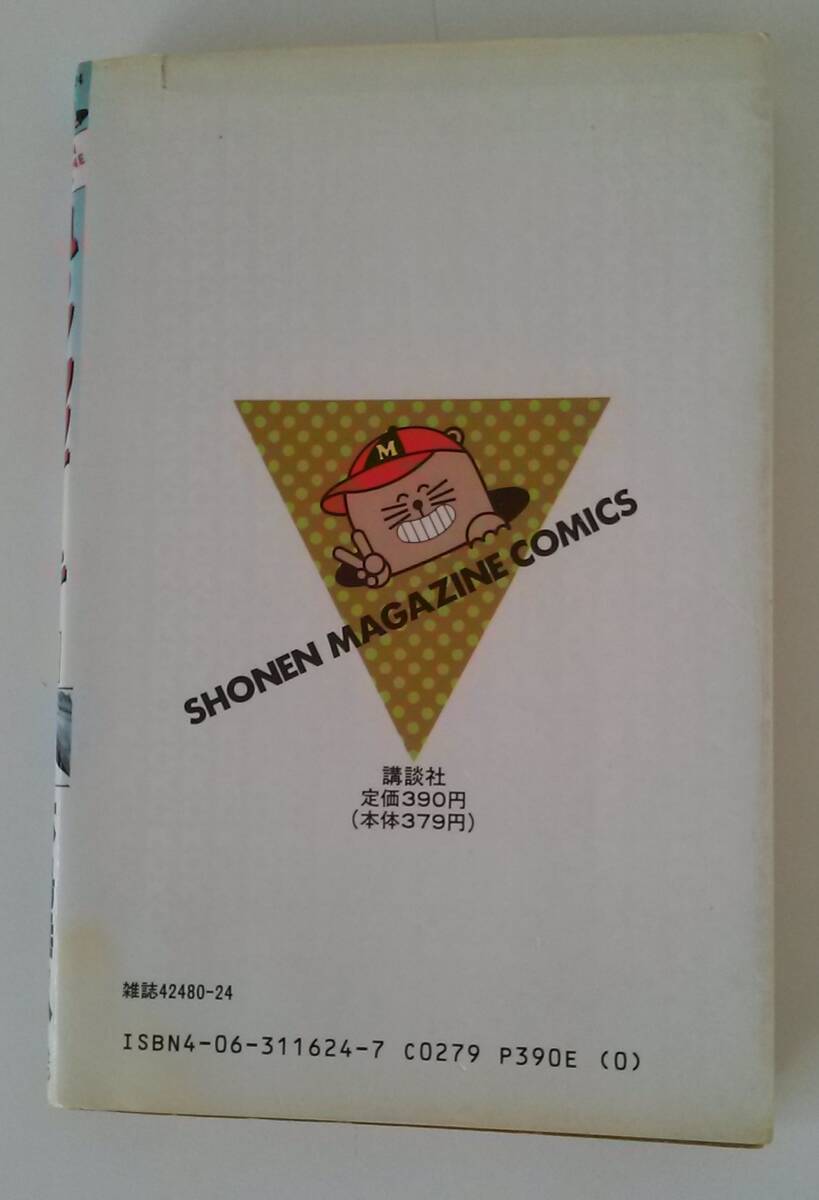 M
SHONEN MAGAZINE COMICS
講談社
定価390円
(本体379円)
雑誌42480-24
ISBN4-06-311624-7 C0279 P390E (0)